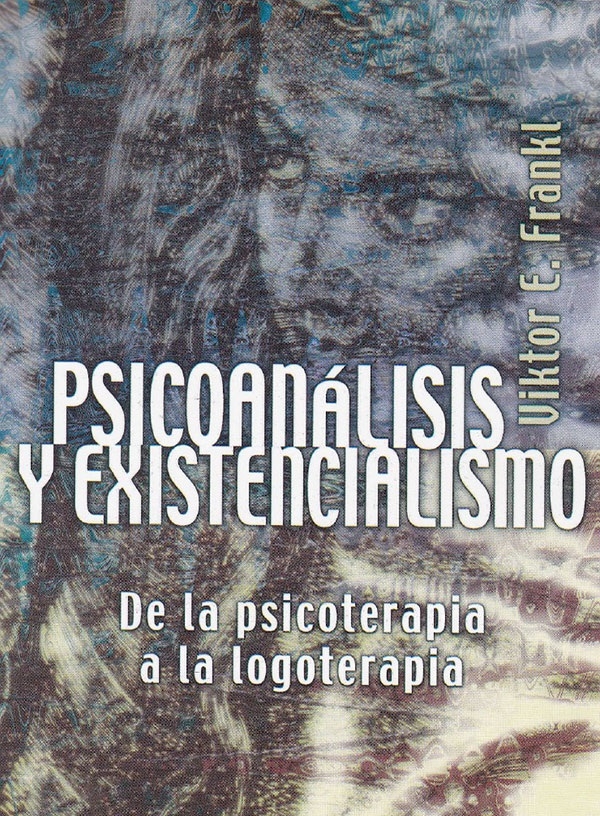 Viktor E. Frankl
PSICOANÁLISIS
Y EXISTENCIALISMO
De la psicoterapia
a la logoterapia